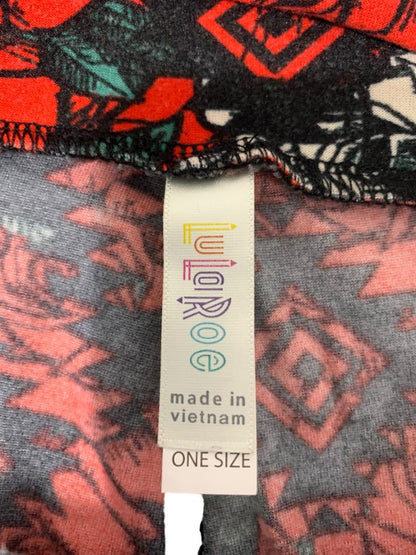 LuLaRoe
made in
vietnam
ONE SIZE